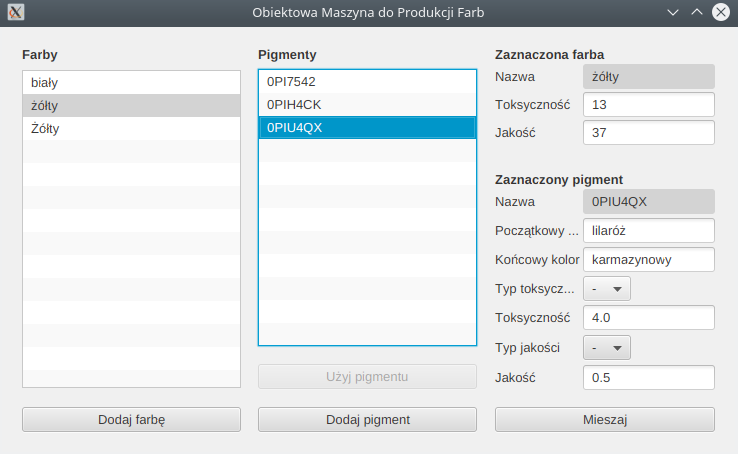 Obiektowa Maszyna do Produkcji Farb
Farby
biały
żółty
Żółty
Dodaj farbę
Pigmenty
0PI7542
0PIH4CK
0PIU4QX
Użyj pigmentu
Dodaj pigment
Zaznaczona farba
Nazwa żółty
Toksyczność 13
Jakość 37
Zaznaczony pigment
Nazwa 0PIU4QX
Początkowy ... lilaróż
Końcowy kolor karmazynowy
Typ toksycz... -
Toksyczność 4.0
Typ jakości -
Jakość 0.5
Mieszaj